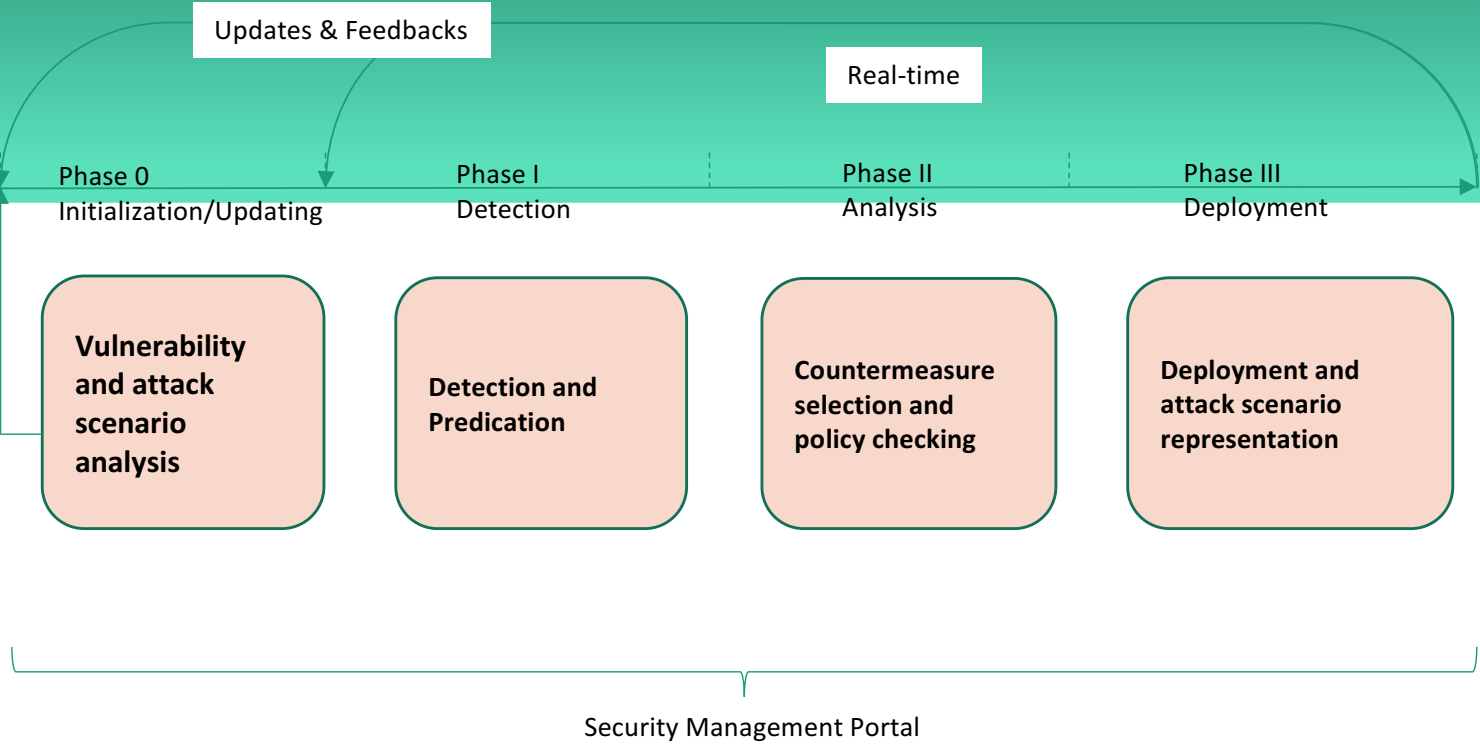 Updates & Feedbacks
Real-time
Phase 0
Initialization/Updating
Phase I
Detection
Phase II
Analysis
Phase III
Deployment
Vulnerability
and attack
scenario
analysis
Detection and
Predication
Countermeasure
selection and
policy checking
Deployment and
attack scenario
representation
Security Management Portal